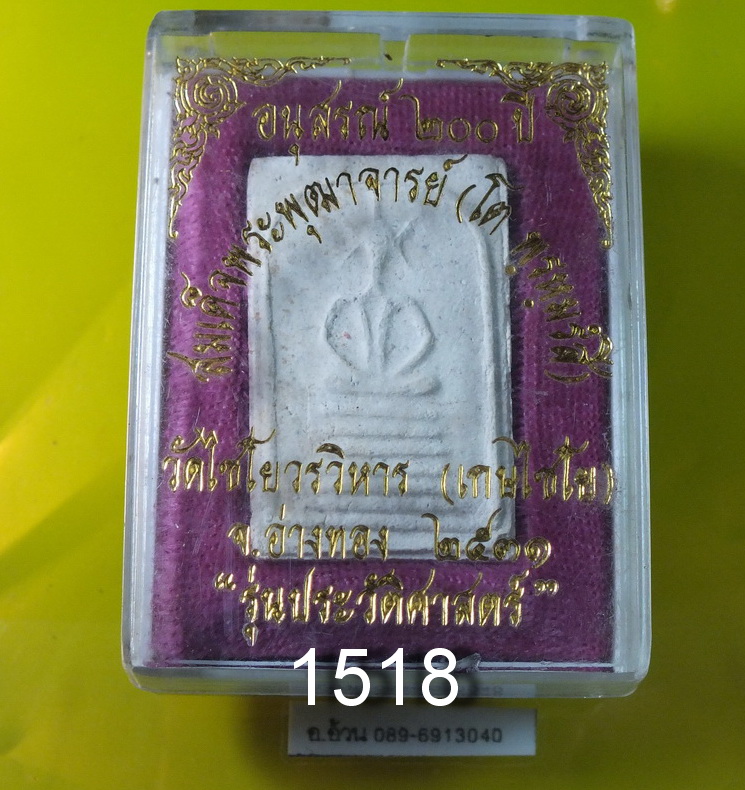 อนุสรณ์ ๒๐๐ ปี
สมเด็จพระพุฒาจารย์ (โต พฺรหฺมรํสี)
วัดไชโยวรวิหาร (เกษไชโย)
จ.อ่างทอง ๒๕๓๑
“รุ่นประวัติศาสตร์”
1518
อ.อ้วน 089-6913040